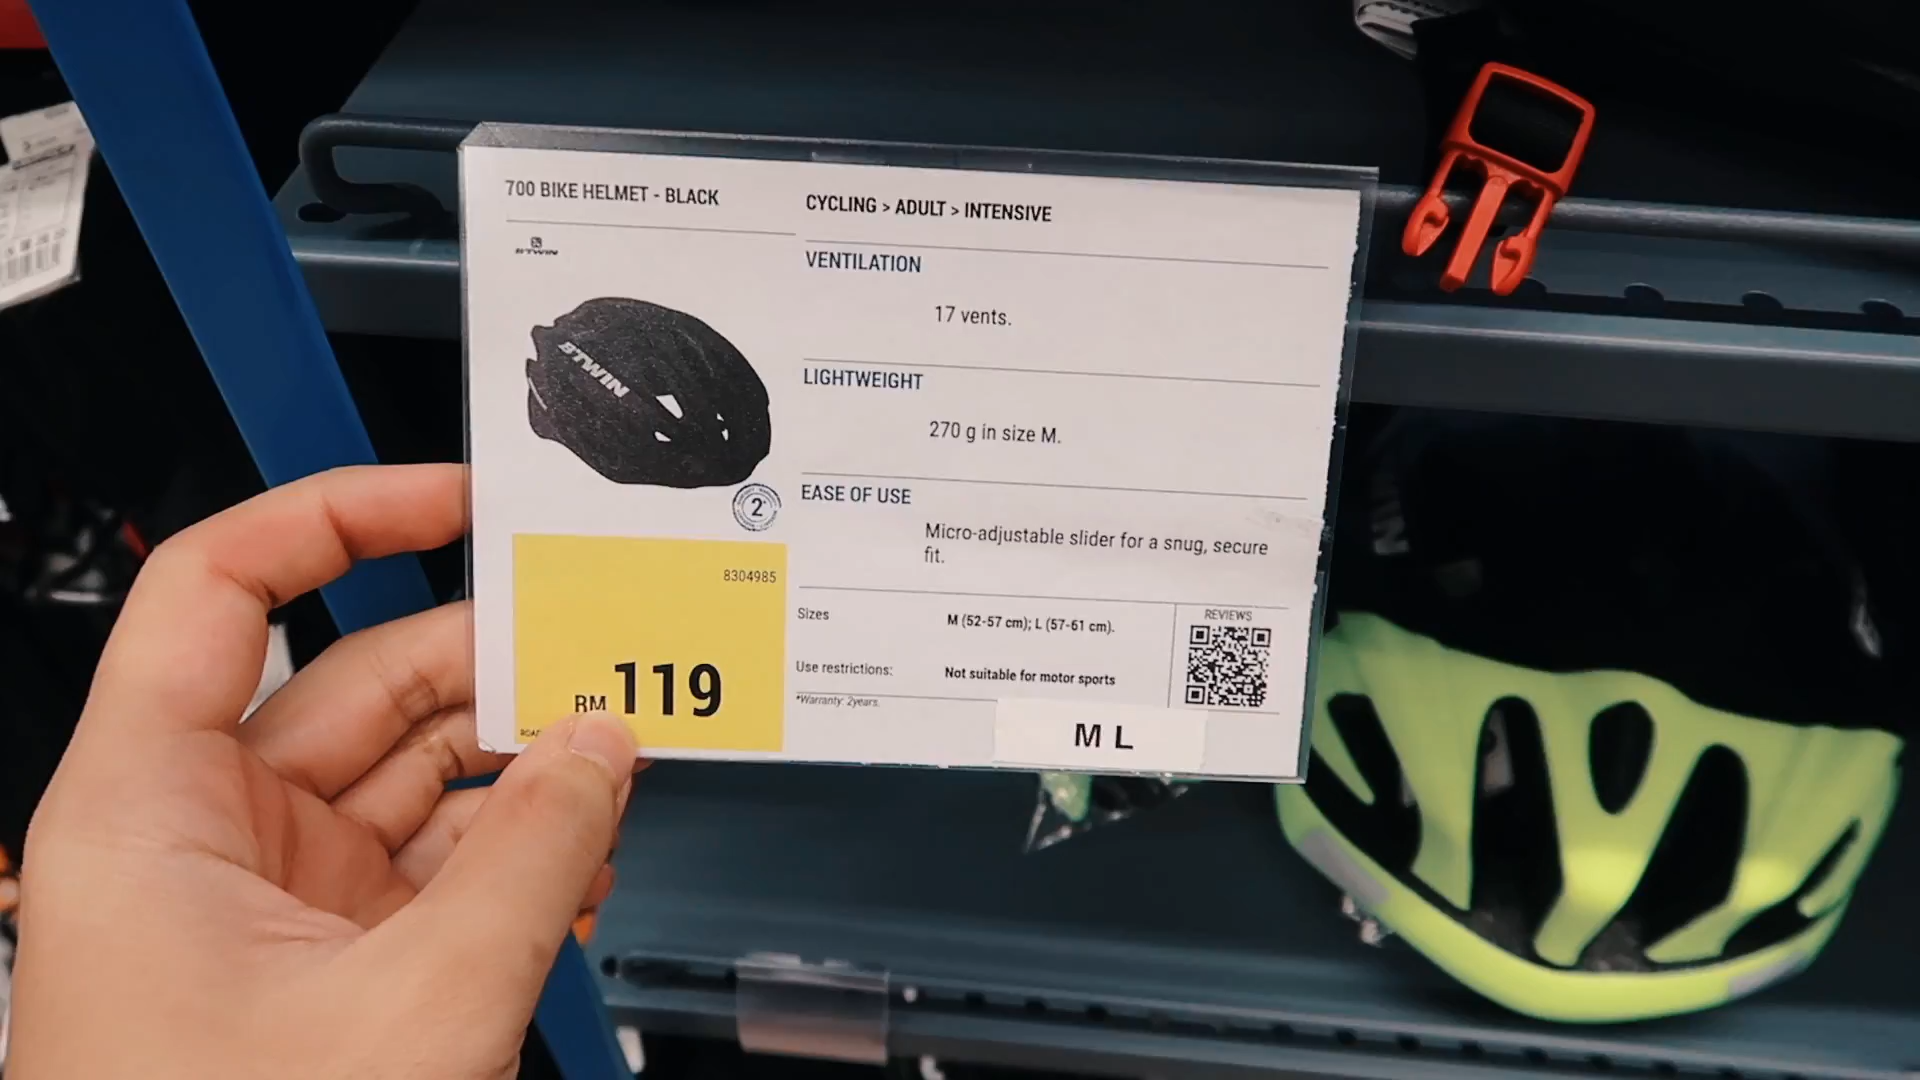 700 BIKE HELMET - BLACK
B'TWIN
BTWIN
2
8304985
RM 119
CYCLING > ADULT > INTENSIVE
VENTILATION
17 vents.
LIGHTWEIGHT
270 g in size M.
EASE OF USE
Micro-adjustable slider for a snug, secure
fit.
Sizes
M (52-57 cm); L (57-61 cm).
Use restrictions:
Not suitable for motor sports
*Warranty: 2years.
REVIEWS
M L